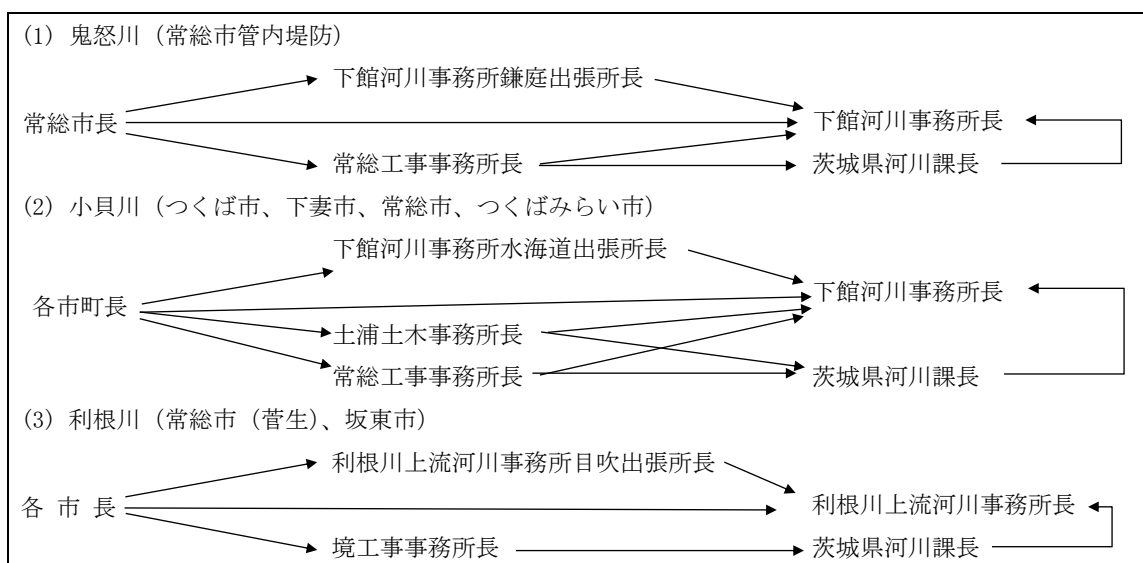 (1) 鬼怒川（常総市管内堤防）
下館河川事務所鎌庭出張所長
常総市長
下館河川事務所長
常総工事事務所長
茨城県河川課長
(2) 小貝川（つくば市、下妻市、常総市、つくばみらい市）
下館河川事務所水海道出張所長
各市町長
下館河川事務所長
土浦土木事務所長
常総工事事務所長
茨城県河川課長
(3) 利根川（常総市（菅生）、坂東市）
利根川上流河川事務所目吹出張所長
各 市 長
利根川上流河川事務所長
境工事事務所長
茨城県河川課長